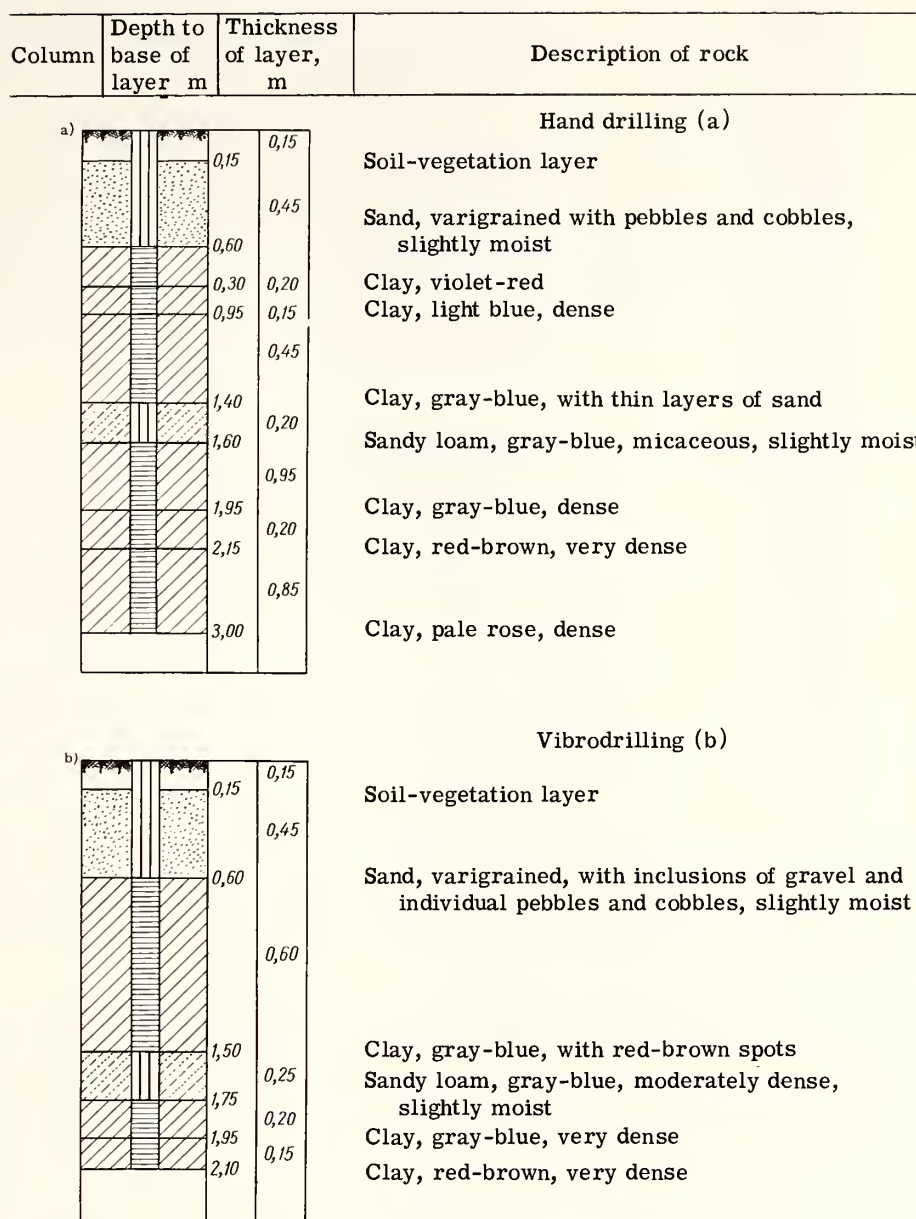 Column Depth to base of layer m Thickness of layer, m Description of rock
a)
Hand drilling (a)
0,15
0,15
Soil-vegetation layer
0,45
Sand, varigrained with pebbles and cobbles,
slightly moist
0,60
0,30 0,20 Clay, violet-red
0,95 0,15 Clay, light blue, dense
0,45
1,40 Clay, gray-blue, with thin layers of sand
0,20
1,60 Sandy loam, gray-blue, micaceous, slightly moist
0,95
1,95 Clay, gray-blue, dense
0,20
2,15 Clay, red-brown, very dense
0,85
3,00 Clay, pale rose, dense
Vibrodrilling (b)
b)
0,15
0,15 Soil-vegetation layer
0,45
0,60 Sand, varigrained, with inclusions of gravel and
individual pebbles and cobbles, slightly moist
0,60
1,50 Clay, gray-blue, with red-brown spots
0,25 Sandy loam, gray-blue, moderately dense,
slightly moist
1,75
0,20
1,95 Clay, gray-blue, very dense
0,15
2,10 Clay, red-brown, very dense